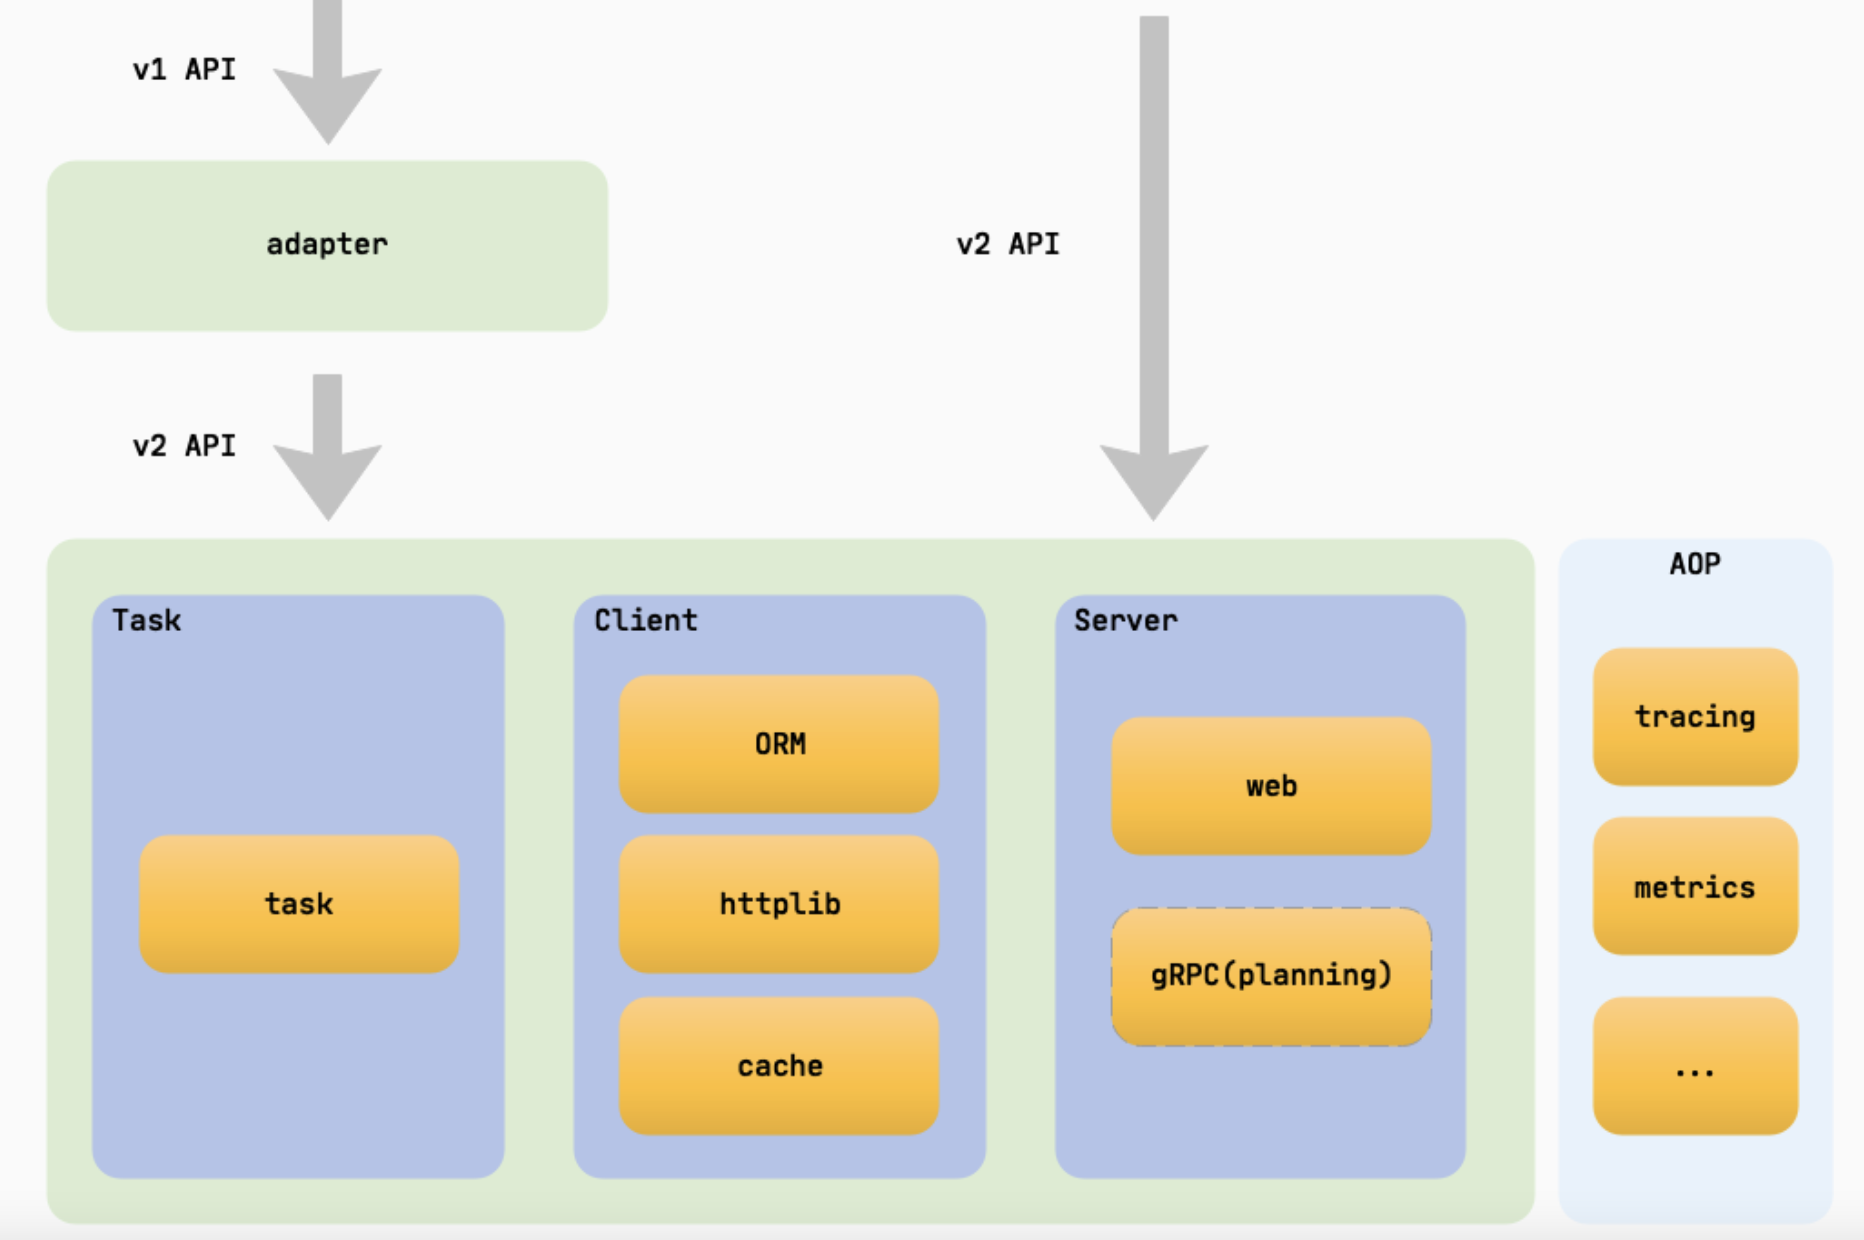 v1 API
adapter
v2 API
v2 API
Task
task
Client
ORM
httplib
cache
Server
web
gRPC(planning)
AOP
tracing
metrics
...